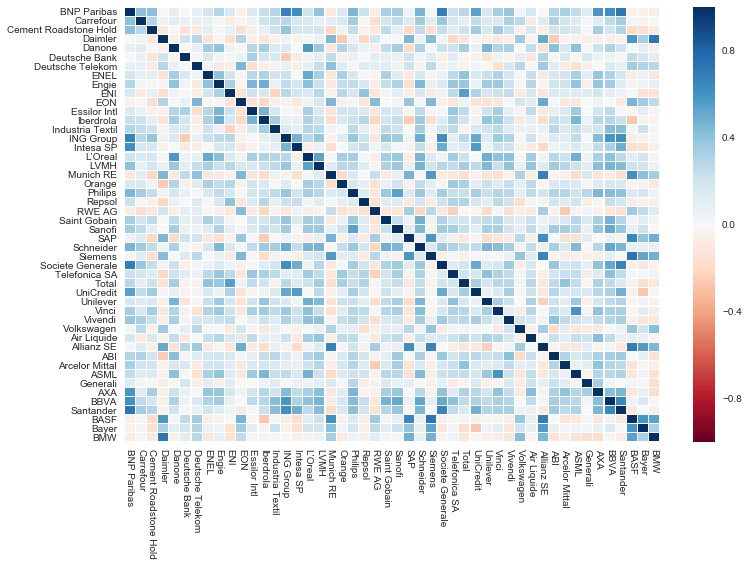 BNP Paribas
Carrefour
Cement Roadstone Hold
Daimler
Danone
Deutsche Bank
Deutsche Telekom
ENEL
Engie
ENI
EON
Essilor Intl
Iberdrola
Industria Textil
ING Group
Intesa SP
L'Oreal
LVMH
Munich RE
Orange
Philips
Repsol
RWE AG
Saint Gobain
Sanofi
SAP
Schneider
Siemens
Societe Generale
Telefonica SA
Total
UniCredit
Unilever
Vinci
Vivendi
Volkswagen
Air Liquide
Allianz SE
ABI
Arcelor Mittal
ASML
Generali
AXA
BBVA
Santander
BASF
Bayer
BMW
BNP Paribas
Carrefour
Cement Roadstone Hold
Daimler
Danone
Deutsche Bank
Deutsche Telekom
ENEL
Engie
ENI
EON
Essilor Intl
Iberdrola
Industria Textil
ING Group
Intesa SP
L'Oreal
LVMH
Munich RE
Orange
Philips
Repsol
RWE AG
Saint Gobain
Sanofi
SAP
Schneider
Siemens
Societe Generale
Telefonica SA
Total
UniCredit
Unilever
Vinci
Vivendi
Volkswagen
Air Liquide
Allianz SE
ABI
Arcelor Mittal
ASML
Generali
AXA
BBVA
Santander
BASF
Bayer
BMW
0.8
0.4
0.0
−0.4
−0.8